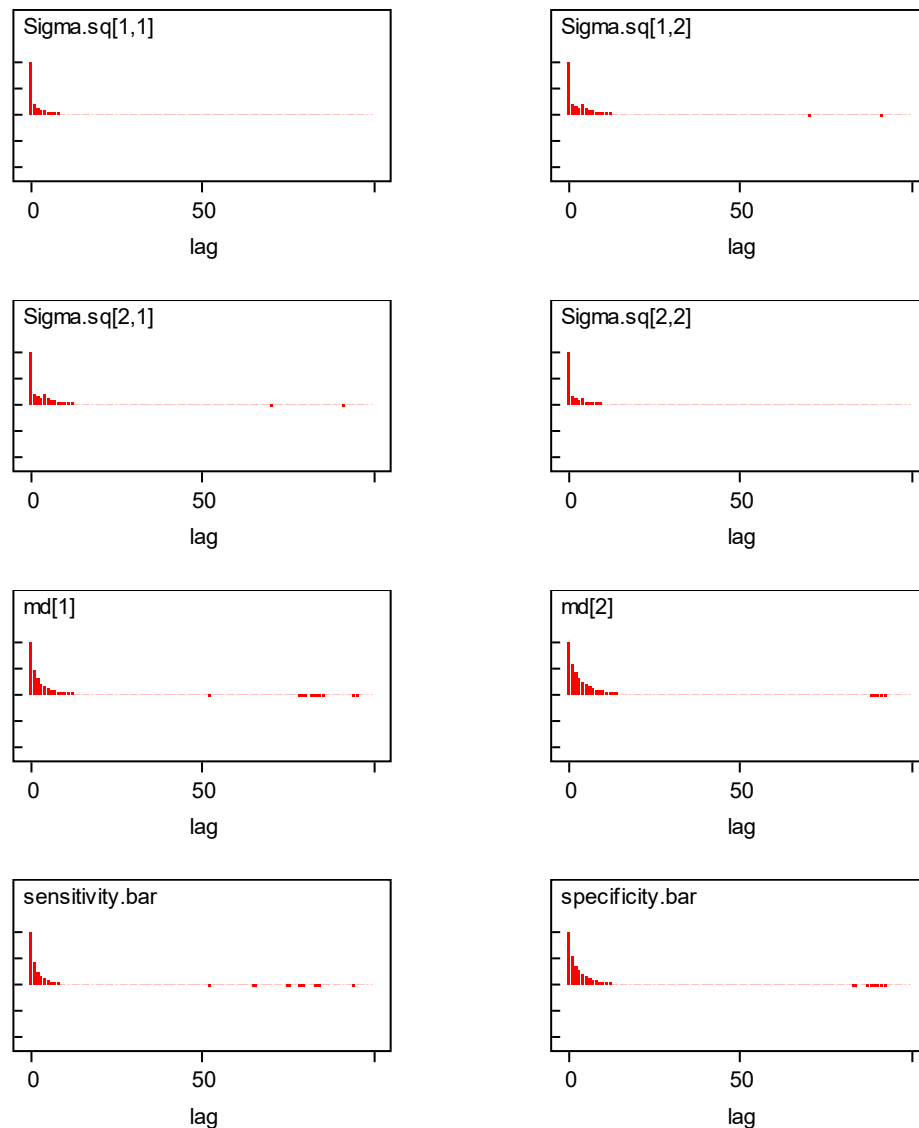 Sigma.sq[1,1]
0 50
lag
Sigma.sq[1,2]
0 50
lag
Sigma.sq[2,1]
0 50
lag
Sigma.sq[2,2]
0 50
lag
md[1]
0 50
lag
md[2]
0 50
lag
sensitivity.bar
0 50
lag
specificity.bar
0 50
lag